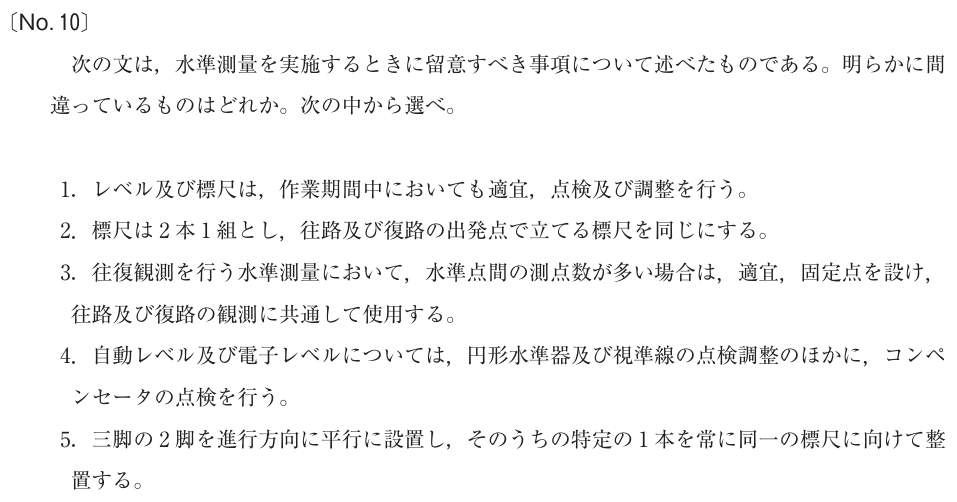 〔No. 10〕
次の文は，水準測量を実施するときに留意すべき事項について述べたものである。明らかに間
違っているものはどれか。次の中から選べ。
1. レベル及び標尺は，作業期間中においても適宜，点検及び調整を行う。
2. 標尺は２本１組とし，往路及び復路の出発点で立てる標尺を同じにする。
3. 往復観測を行う水準測量において，水準点間の測点数が多い場合は，適宜，固定点を設け，
往路及び復路の観測に共通して使用する。
4. 自動レベル及び電子レベルについては，円形水準器及び視準線の点検調整のほかに，コンペ
ンセータの点検を行う。
5. 三脚の２脚を進行方向に平行に設置し，そのうちの特定の１本を常に同一の標尺に向けて整
置する。